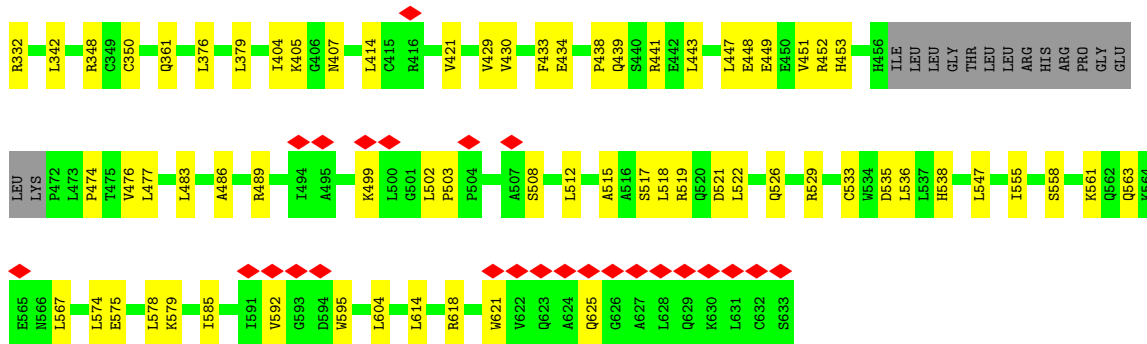 R332 L342 R348 C349 C350 Q361 L376 L379 I404 K405 G406 N407 L414 C415 R416 V421 V429 V430 F433 E434 P438 Q439 S440 R441 E442 L443 L447 E448 E449 E450 V451 R452 H453 H456 ILE LEU LEU GLY THR LEU LEU ARG HIS ARG PRO GLY GLU
LEU LYS P472 L473 P474 T475 V476 L477 L483 A486 R489 I494 A495 K499 L500 G501 L502 P503 P504 A507 S508 L512 A515 A516 S517 L518 R519 Q520 D521 L522 Q526 R529 C533 W534 D535 L536 L537 H538 L547 I555 S558 K561 Q562 Q563 K564
E565 N566 L567 L574 E575 L578 K579 I585 I591 V592 G593 D594 W595 L604 L614 R618 W621 V622 Q623 A624 Q625 G626 A627 L628 Q629 K630 L631 C632 S633